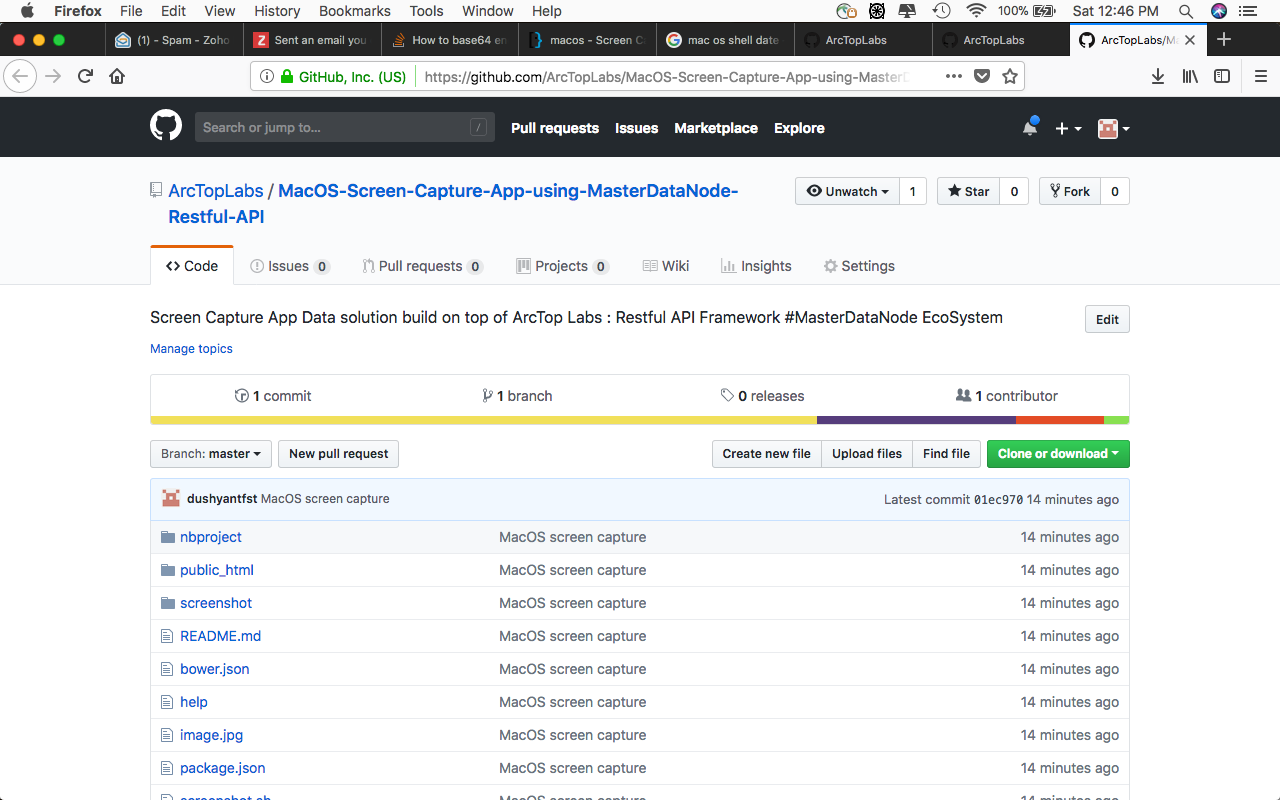 Firefox File Edit View History Bookmarks Tools Window Help 100% Sat 12:46 PM
(1) - Spam - Zoho Sent an email you How to base64 en macos - Screen C mac os shell date ArcTopLabs ArcTopLabs ArcTopLabs/Ma
GitHub, Inc. (US) https://github.com/ArcTopLabs/MacOS-Screen-Capture-App-using-MasterD
Search or jump to... / Pull requests Issues Marketplace Explore
ArcTopLabs / MacOS-Screen-Capture-App-using-MasterDataNode-
Restful-API
Unwatch 1 Star 0 Fork 0
Code Issues 0 Pull requests 0 Projects 0 Wiki Insights Settings
Screen Capture App Data solution build on top of ArcTop Labs : Restful API Framework #MasterDataNode EcoSystem Edit
Manage topics
1 commit 1 branch 0 releases 1 contributor
Branch: master New pull request Create new file Upload files Find file Clone or download
dushyantfst MacOS screen capture Latest commit 01ec970 14 minutes ago
nbproject MacOS screen capture 14 minutes ago
public_html MacOS screen capture 14 minutes ago
screenshot MacOS screen capture 14 minutes ago
README.md MacOS screen capture 14 minutes ago
bower.json MacOS screen capture 14 minutes ago
help MacOS screen capture 14 minutes ago
image.jpg MacOS screen capture 14 minutes ago
package.json MacOS screen capture 14 minutes ago
screenshot.sh MacOS screen capture 14 minutes ago